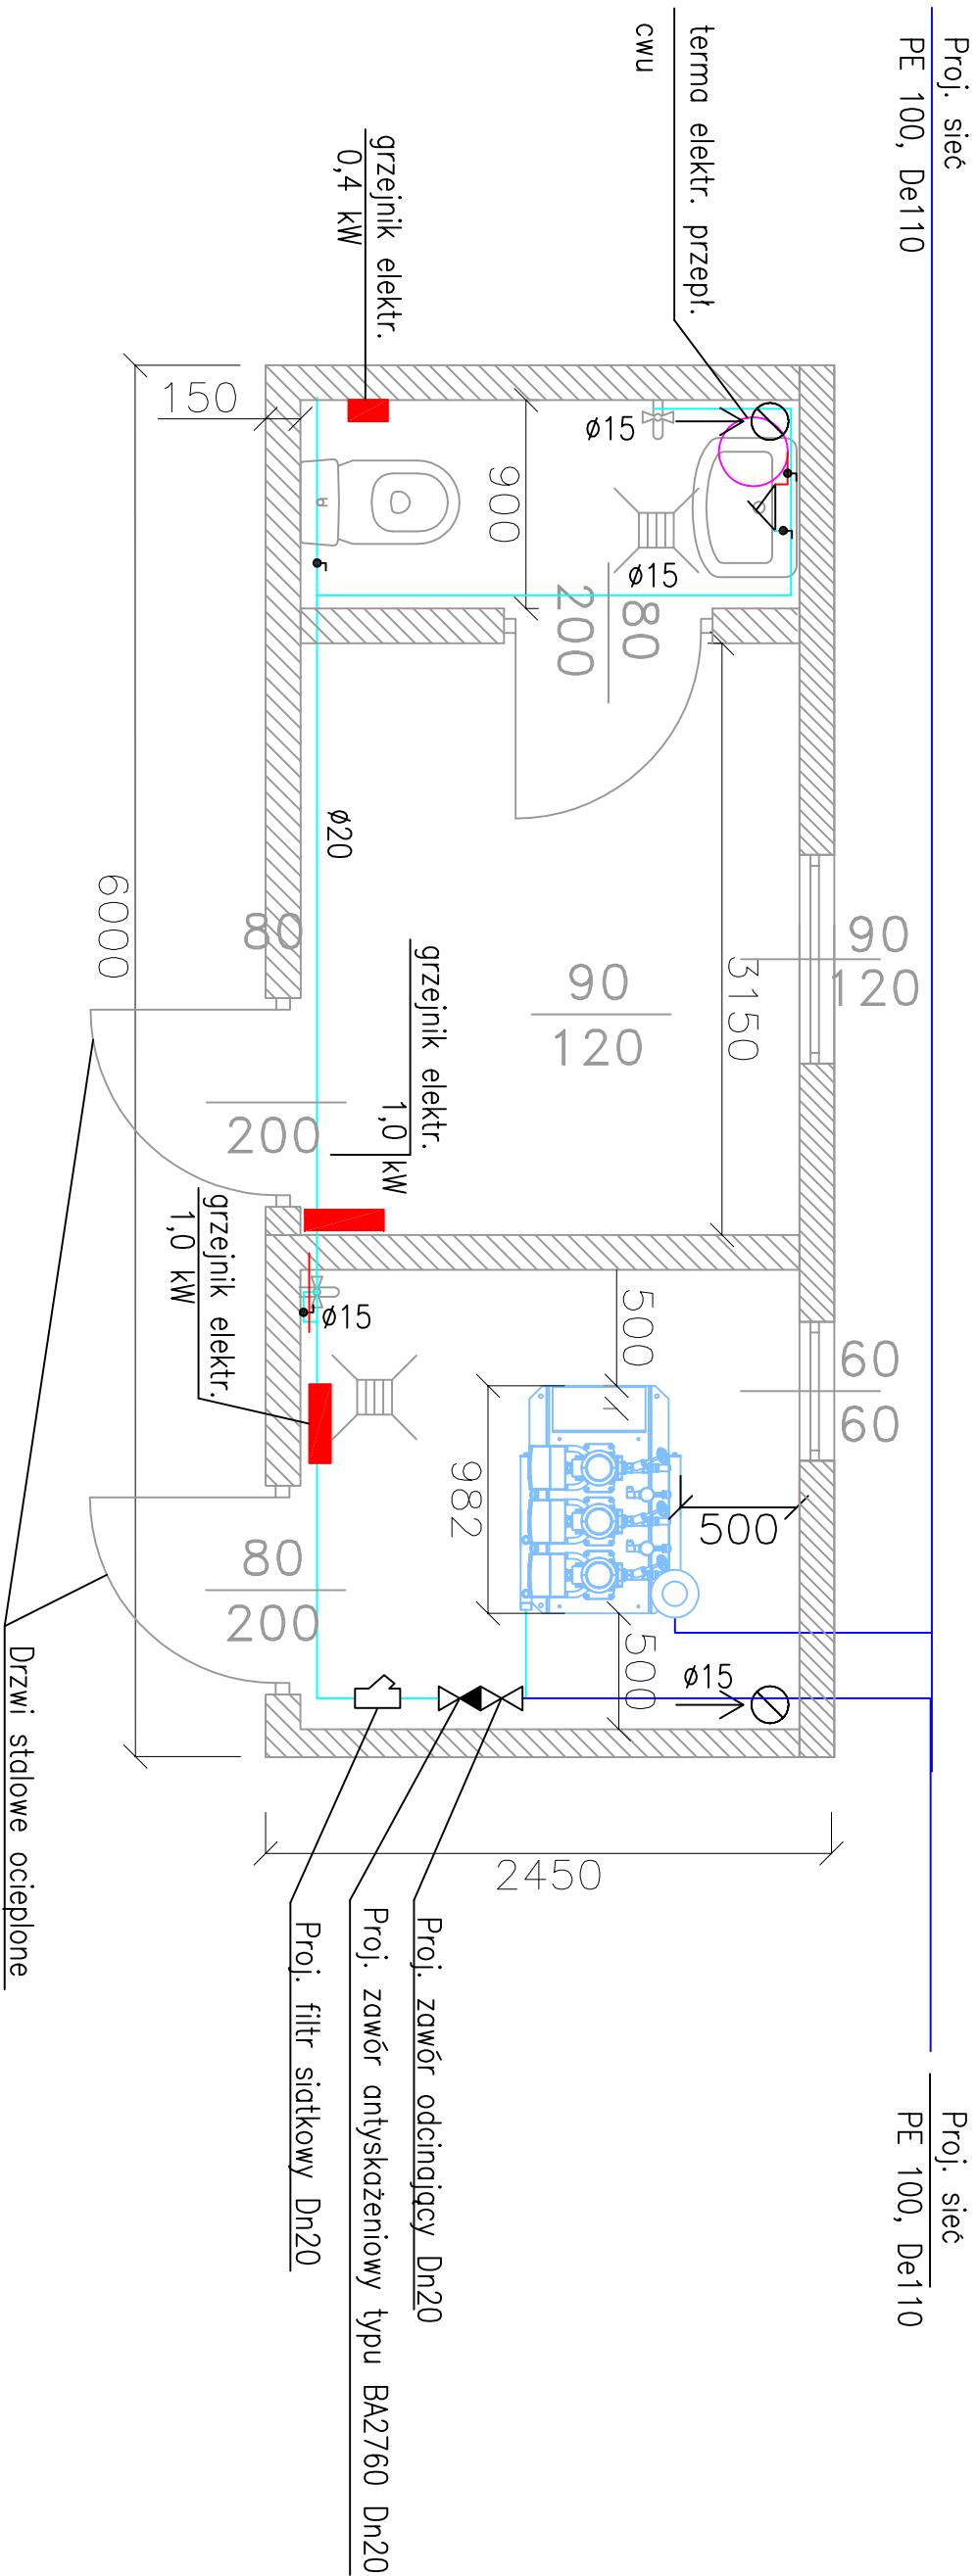 Proj. sieć
PE 100, De110
terma elektr. przepł.
cwu
grzejnik elektr.
0,4 kW
150
900
ø15
ø15
80
200
ø20
6000
80
200
grzejnik elektr.
1,0 kW
90
120
3150
90
120
grzejnik elektr.
1,0 kW
ø15
500
982
500
60
60
80
200
500
ø15
2450
Drzwi stalowe ocieplone
Proj. zawór odcinający Dn20
Proj. zawór antyskażeniowy typu BA2760 Dn20
Proj. filtr siatkowy Dn20
Proj. sieć
PE 100, De110